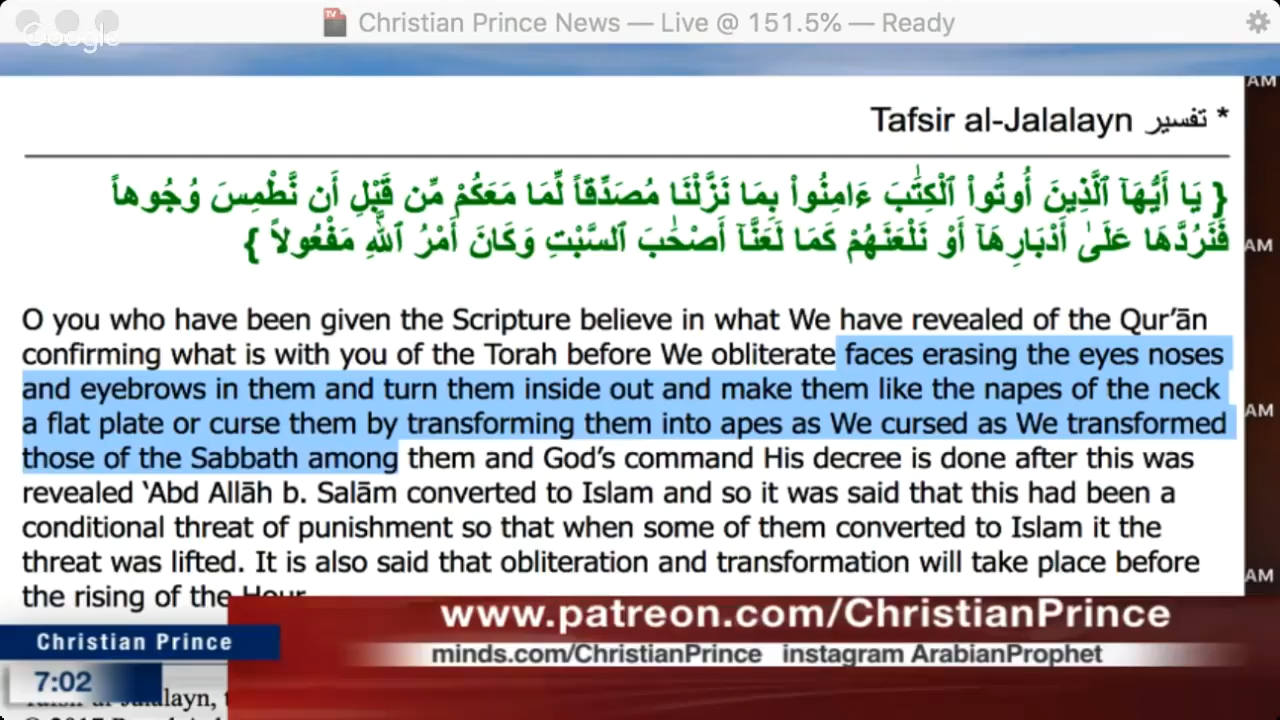 Christian Prince News — Live @ 151.5% — Ready
Google
AM
Tafsir al-Jalalayn تفسير *
{ يَا أَيُّهَآ ٱلَّذِينَ أُوتُواْ ٱلْكِتَٰبَ ءَامِنُواْ بِمَا نَزَّلْنَا مُصَدِّقاً لِّمَا مَعَكُمْ مِّن قَبْلِ أَن نَّطْمِسَ وُجُوهاً
فَنَرُدَّهَا عَلَىٰ أَدْبَارِهَآ أَوْ نَلْعَنَهُمْ كَمَا لَعَنَّآ أَصْحَٰبَ ٱلسَّبْتِ وَكَانَ أَمْرُ ٱللَّهِ مَفْعُولاً }
AM
O you who have been given the Scripture believe in what We have revealed of the Qur’ān
confirming what is with you of the Torah before We obliterate faces erasing the eyes noses
and eyebrows in them and turn them inside out and make them like the napes of the neck
AM
a flat plate or curse them by transforming them into apes as We cursed as We transformed
those of the Sabbath among them and God’s command His decree is done after this was
revealed ‘Abd Allāh b. Salām converted to Islam and so it was said that this had been a
conditional threat of punishment so that when some of them converted to Islam it the
threat was lifted. It is also said that obliteration and transformation will take place before
AM
the rising of the Hour
www.patreon.com/ChristianPrince
Christian Prince
minds.com/ChristianPrince instagram ArabianProphet
7:02